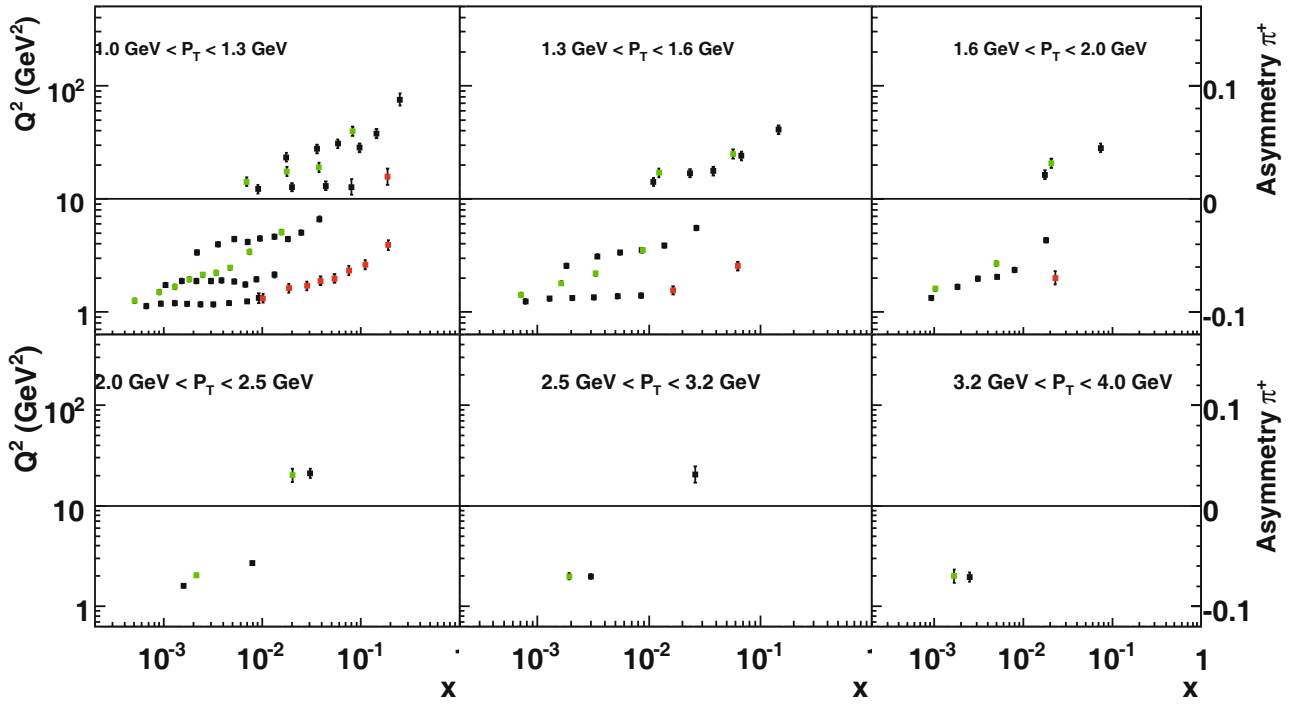 Q² (GeV²)
1.0 GeV < P_T < 1.3 GeV
1.3 GeV < P_T < 1.6 GeV
1.6 GeV < P_T < 2.0 GeV
Asymmetry π⁺
10²
10
1
0.1
0
-0.1
Q² (GeV²)
2.0 GeV < P_T < 2.5 GeV
2.5 GeV < P_T < 3.2 GeV
3.2 GeV < P_T < 4.0 GeV
Asymmetry π⁺
10²
10
1
0.1
0
-0.1
10⁻³ 10⁻² 10⁻¹
10⁻³ 10⁻² 10⁻¹
10⁻³ 10⁻² 10⁻¹ 1
x
x
x